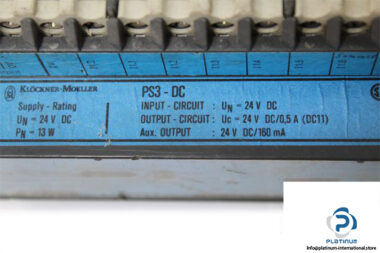 KLÖCKNER-MOELLER
PS3 - DC
Supply - Rating
INPUT - CIRCUIT : UN = 24 V DC
UN = 24 V DC
OUTPUT - CIRCUIT : Uc = 24 V DC/0,5 A (DC11)
PN = 13 W
Aux. OUTPUT : 24 V DC/160 mA
PLATINUM
INTERNATIONAL
Info@platinum-international.store